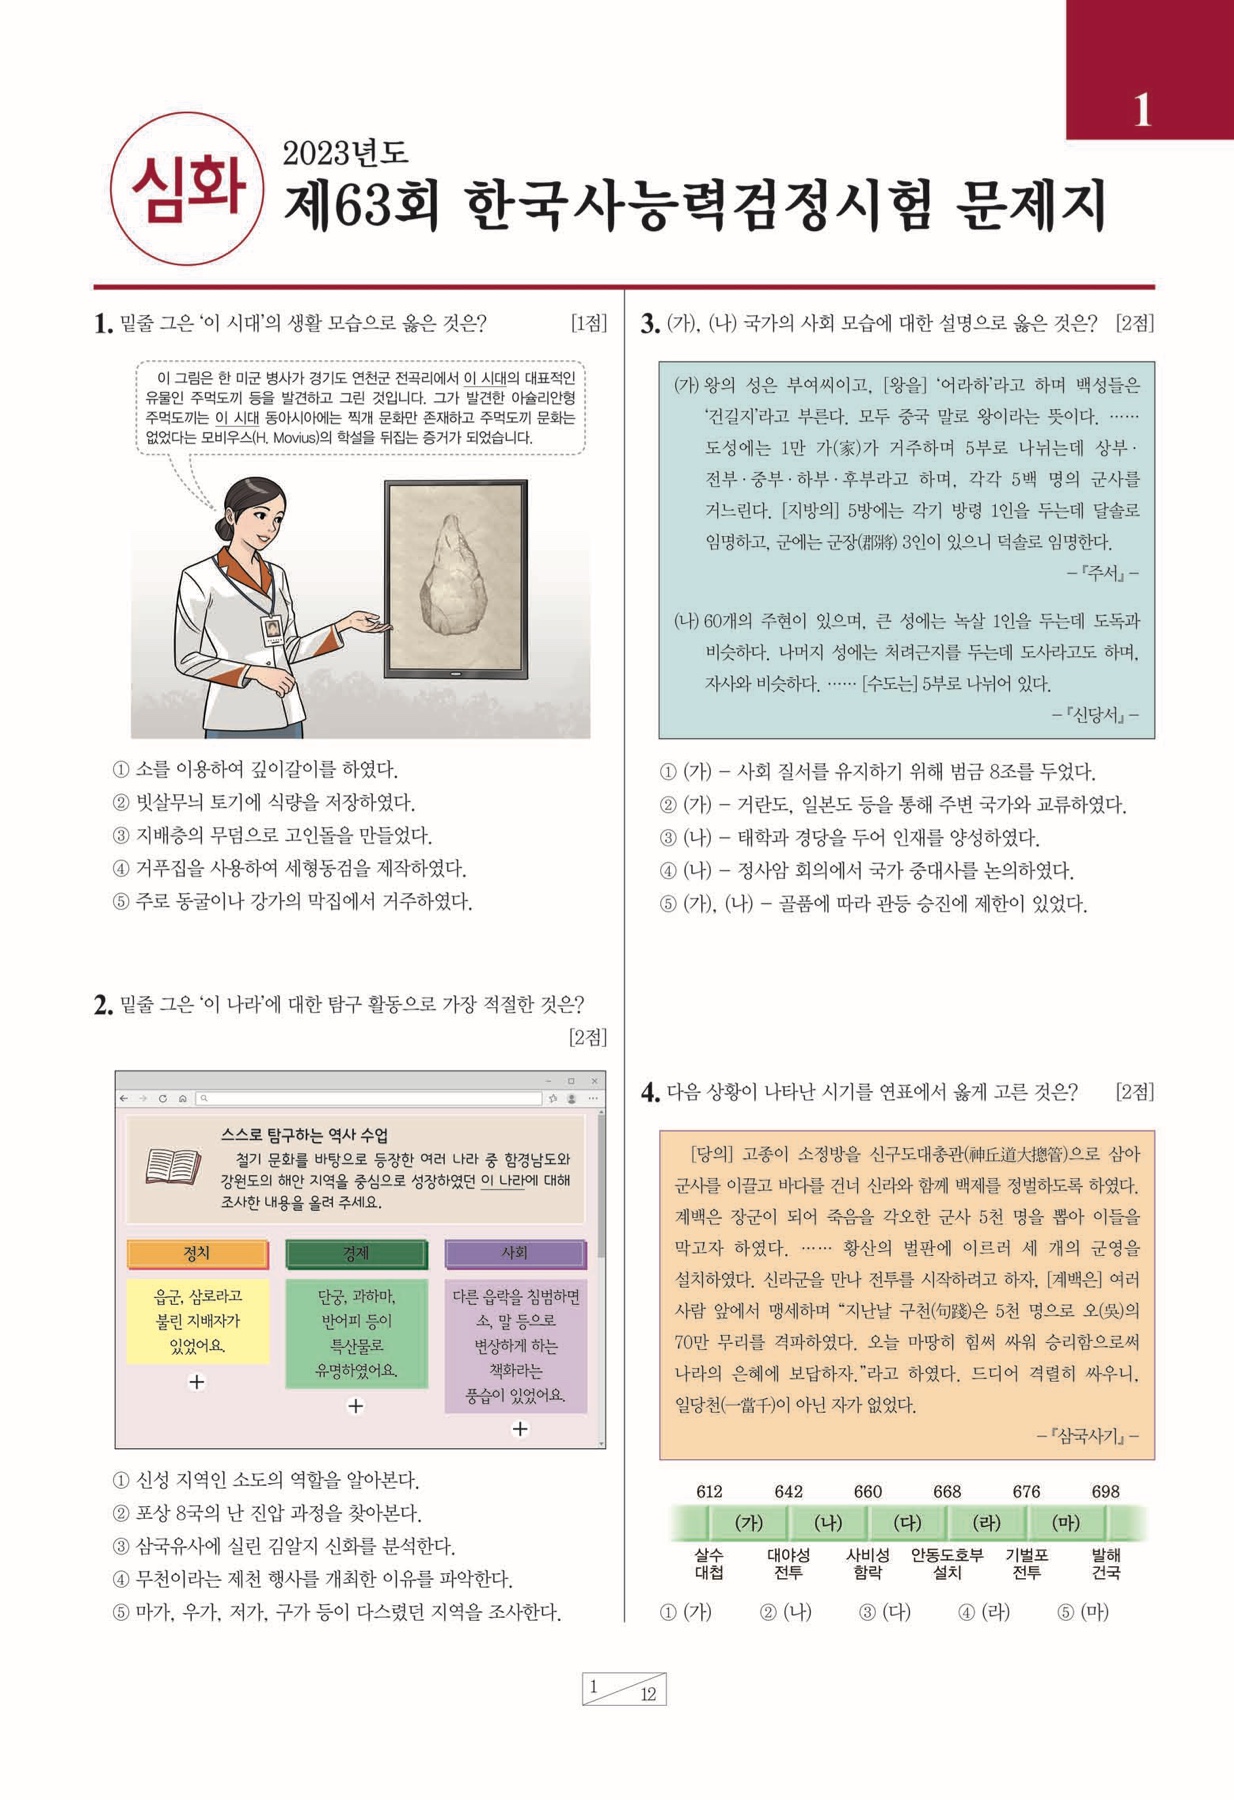 1
심화
2023년도
제63회 한국사능력검정시험 문제지
1. 밑줄 그은 ‘이 시대’의 생활 모습으로 옳은 것은? [1점]
이 그림은 한 미군 병사가 경기도 연천군 전곡리에서 이 시대의 대표적인
유물인 주먹도끼 등을 발견하고 그린 것입니다. 그가 발견한 아슐리안형
주먹도끼는 이 시대 동아시아에는 찍개 문화만 존재하고 주먹도끼 문화는
없었다는 모비우스(H. Movius)의 학설을 뒤집는 증거가 되었습니다.
① 소를 이용하여 깊이갈이를 하였다.
② 빗살무늬 토기에 식량을 저장하였다.
③ 지배층의 무덤으로 고인돌을 만들었다.
④ 거푸집을 사용하여 세형동검을 제작하였다.
⑤ 주로 동굴이나 강가의 막집에서 거주하였다.
2. 밑줄 그은 ‘이 나라’에 대한 탐구 활동으로 가장 적절한 것은?
[2점]
스스로 탐구하는 역사 수업
철기 문화를 바탕으로 등장한 여러 나라 중 함경남도와
강원도의 해안 지역을 중심으로 성장하였던 이 나라에 대해
조사한 내용을 올려 주세요.
정치
읍군, 삼로라고
불린 지배자가
있었어요.
+
경제
단궁, 과하마,
반어피 등이
특산물로
유명하였어요.
+
사회
다른 읍락을 침범하면
소, 말 등으로
변상하게 하는
책화라는
풍습이 있었어요.
+
① 신성 지역인 소도의 역할을 알아본다.
② 포상 8국의 난 진압 과정을 찾아본다.
③ 삼국유사에 실린 김알지 신화를 분석한다.
④ 무천이라는 제천 행사를 개최한 이유를 파악한다.
⑤ 마가, 우가, 저가, 구가 등이 다스렸던 지역을 조사한다.
3. (가), (나) 국가의 사회 모습에 대한 설명으로 옳은 것은? [2점]
(가) 왕의 성은 부여씨이고, [왕을] ‘어라하’라고 하며 백성들은
‘건길지’라고 부른다. 모두 중국 말로 왕이라는 뜻이다. ……
도성에는 1만 가(家)가 거주하며 5부로 나뉘는데 상부·
전부·중부·하부·후부라고 하며, 각각 5백 명의 군사를
거느린다. [지방의] 5방에는 각기 방령 1인을 두는데 달솔로
임명하고, 군에는 군장(郡將) 3인이 있으니 덕솔로 임명한다.
-『주서』-
(나) 60개의 주현이 있으며, 큰 성에는 녹살 1인을 두는데 도독과
비슷하다. 나머지 성에는 처려근지를 두는데 도사라고도 하며,
자사와 비슷하다. …… [수도는] 5부로 나뉘어 있다.
-『신당서』-
① (가) - 사회 질서를 유지하기 위해 범금 8조를 두었다.
② (가) - 거란도, 일본도 등을 통해 주변 국가와 교류하였다.
③ (나) - 태학과 경당을 두어 인재를 양성하였다.
④ (나) - 정사암 회의에서 국가 중대사를 논의하였다.
⑤ (가), (나) - 골품에 따라 관등 승진에 제한이 있었다.
4. 다음 상황이 나타난 시기를 연표에서 옳게 고른 것은? [2점]
[당의] 고종이 소정방을 신구도대총관(神丘道大摠管)으로 삼아
군사를 이끌고 바다를 건너 신라와 함께 백제를 정벌하도록 하였다.
계백은 장군이 되어 죽음을 각오한 군사 5천 명을 뽑아 이들을
막고자 하였다. …… 황산의 벌판에 이르러 세 개의 군영을
설치하였다. 신라군을 만나 전투를 시작하려고 하자, [계백은] 여러
사람 앞에서 맹세하며 “지난날 구천(句踐)은 5천 명으로 오(吳)의
70만 무리를 격파하였다. 오늘 마땅히 힘써 싸워 승리함으로써
나라의 은혜에 보답하자.”라고 하였다. 드디어 격렬히 싸우니,
일당천(一當千)이 아닌 자가 없었다.
-『삼국사기』-
612 642 660 668 676 698
(가) (나) (다) (라) (마)
살수 대야성 사비성 안동도호부 기벌포 발해
대첩 전투 함락 설치 전투 건국
① (가) ② (나) ③ (다) ④ (라) ⑤ (마)
1 12